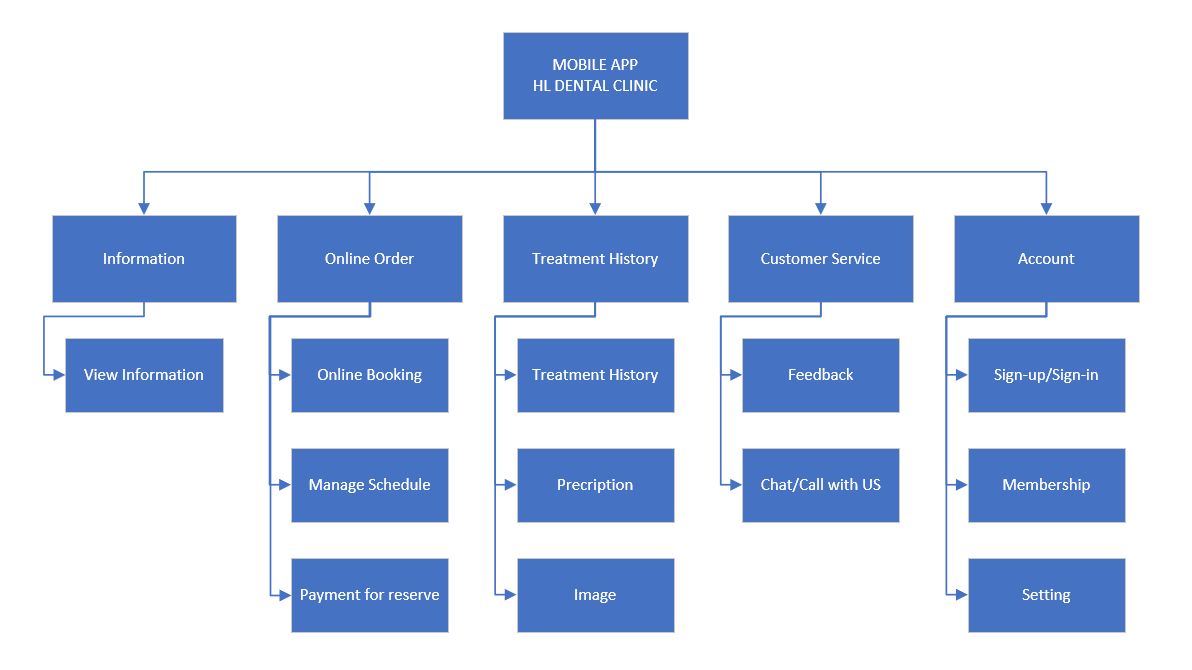 MOBILE APP
HL DENTAL CLINIC
Information
Online Order
Treatment History
Customer Service
Account
View Information
Online Booking
Treatment History
Feedback
Sign-up/Sign-in
Manage Schedule
Precription
Chat/Call with US
Membership
Payment for reserve
Image
Setting